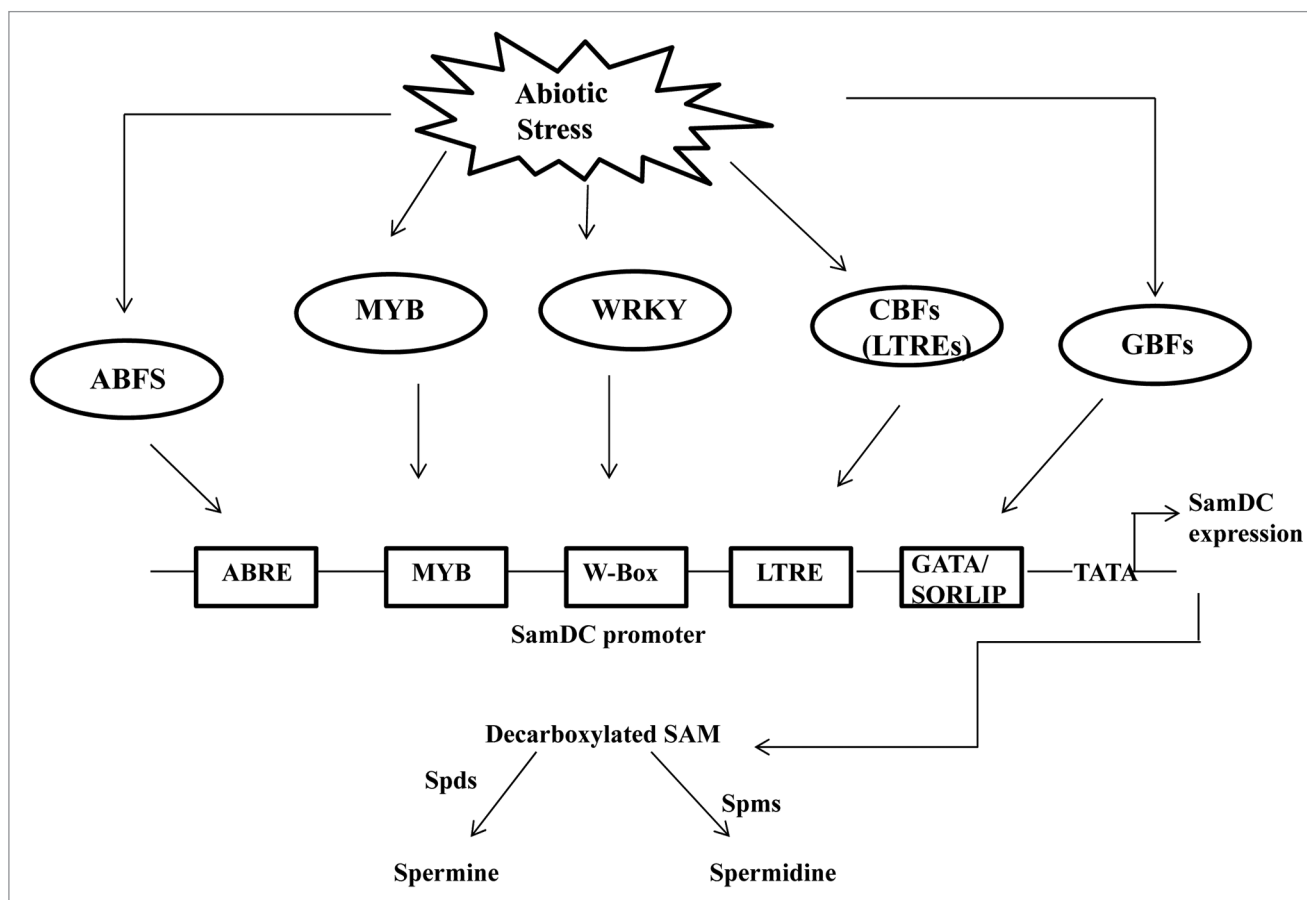 Abiotic
Stress
MYB
WRKY
CBFs
(LTREs)
GBFs
ABFS
SamDC
expression
ABRE
MYB
W-Box
LTRE
GATA/
SORLIP
TATA
SamDC promoter
Decarboxylated SAM
Spds
Spms
Spermine
Spermidine